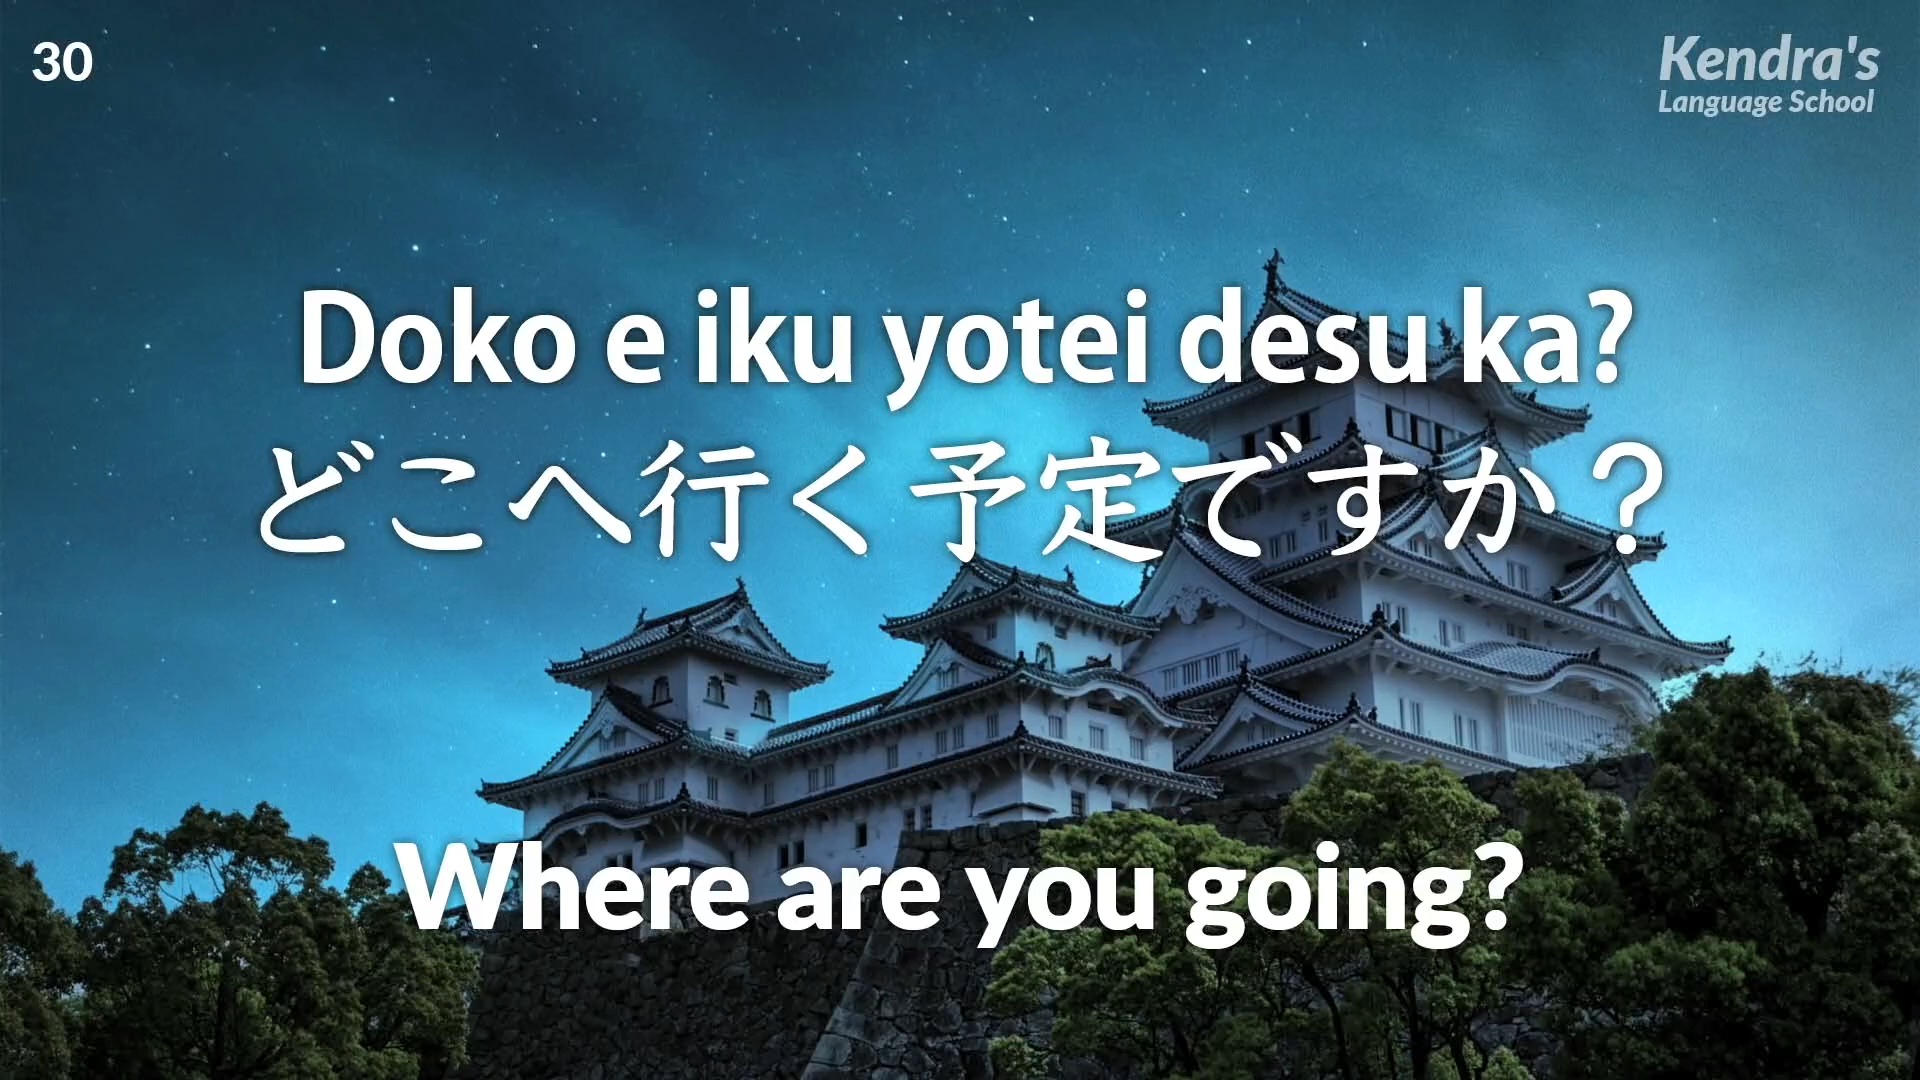 30
Kendra's
Language School
Doko e iku yotei desu ka?
どこへ行く予定ですか？
Where are you going?